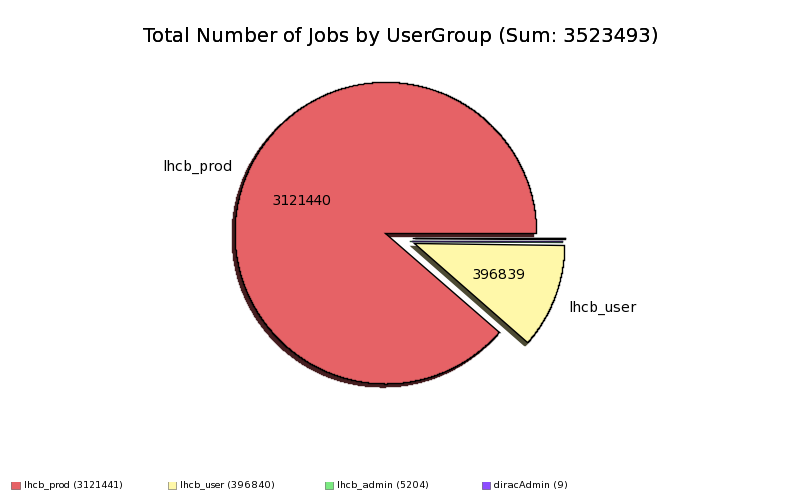 Total Number of Jobs by UserGroup (Sum: 3523493)
lhcb_prod
3121440
396839
lhcb_user
lhcb_prod (3121441) lhcb_user (396840) lhcb_admin (5204) diracAdmin (9)